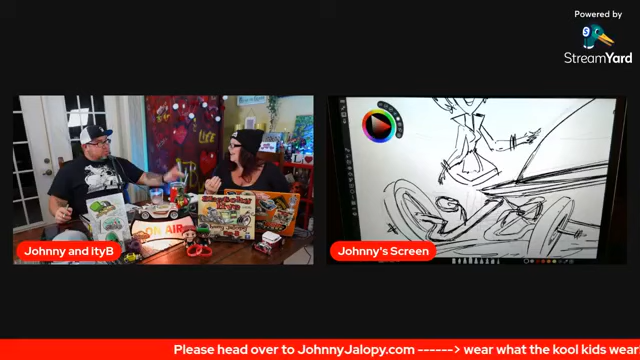 Powered by
StreamYard
ON AIR
LIFE
Johnny and ItyB
Johnny's Screen
Please head over to JohnnyJalopy.com ------> wear what the kool kids wear